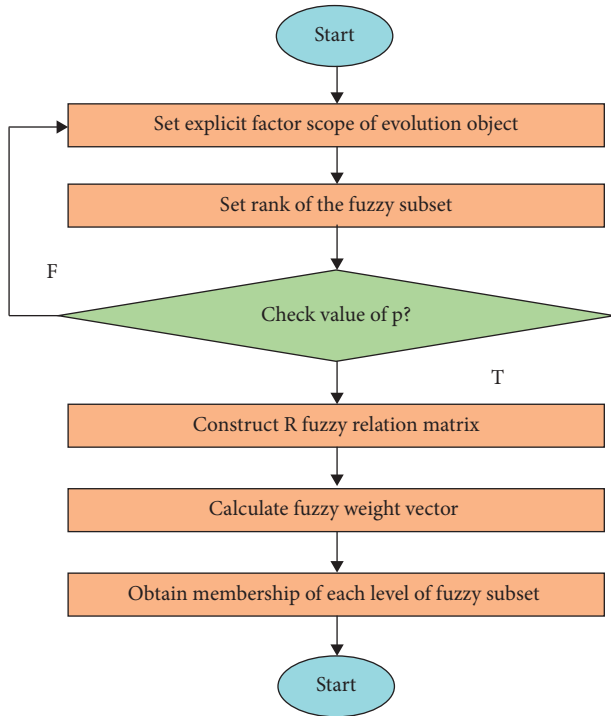 Start
Set explicit factor scope of evolution object
Set rank of the fuzzy subset
F
Check value of p?
T
Construct R fuzzy relation matrix
Calculate fuzzy weight vector
Obtain membership of each level of fuzzy subset
Start